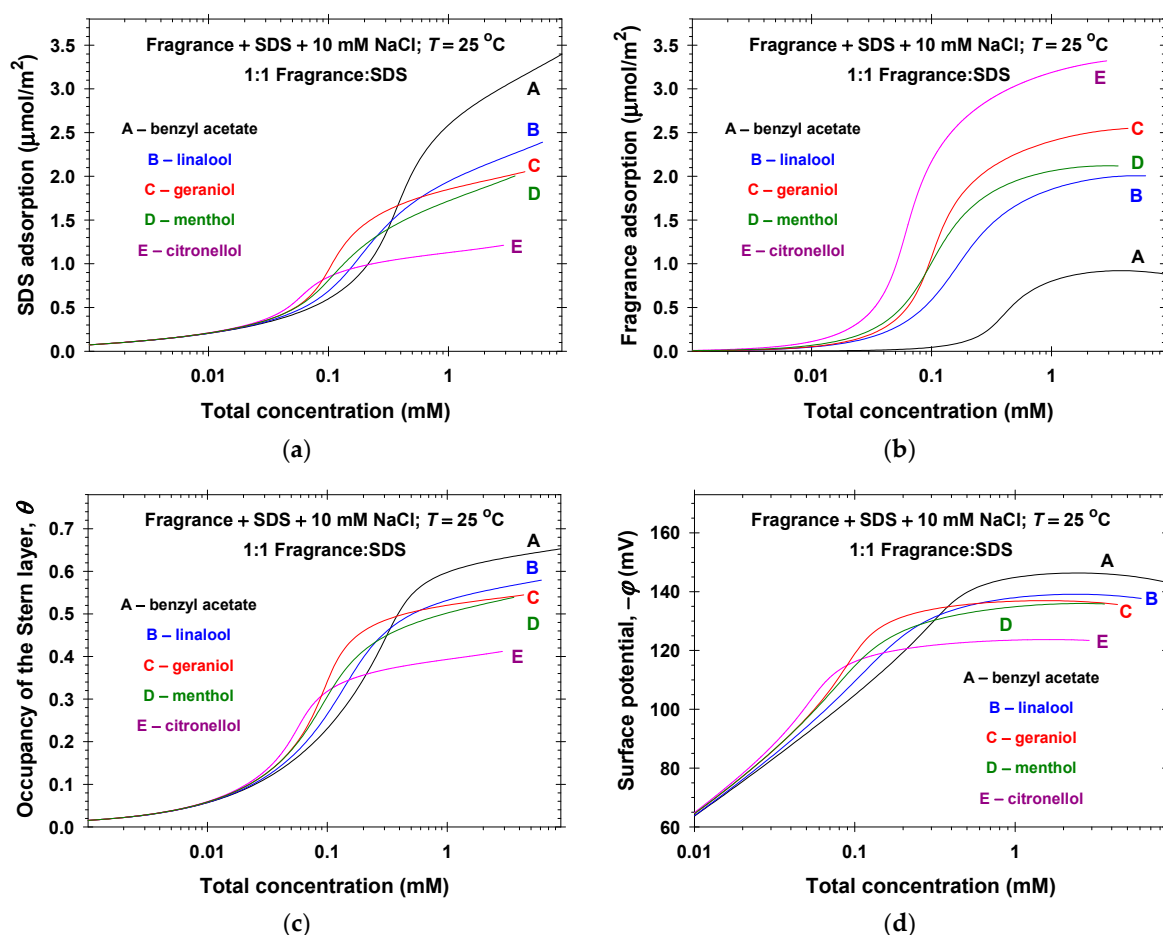 Fragrance + SDS + 10 mM NaCl; T = 25 °C
1:1 Fragrance:SDS
A – benzyl acetate
B – linalool
C – geraniol
D – menthol
E – citronellol
A
B
C
D
E
SDS adsorption (μmol/m²)
3.5
3.0
2.5
2.0
1.5
1.0
0.5
0.0
0.01
0.1
1
Total concentration (mM)
(a)
Fragrance + SDS + 10 mM NaCl; T = 25 °C
1:1 Fragrance:SDS
A – benzyl acetate
B – linalool
C – geraniol
D – menthol
E – citronellol
E
C
D
B
A
Fragrance adsorption (μmol/m²)
3.5
3.0
2.5
2.0
1.5
1.0
0.5
0.0
0.01
0.1
1
Total concentration (mM)
(b)
Fragrance + SDS + 10 mM NaCl; T = 25 °C
1:1 Fragrance:SDS
A – benzyl acetate
B – linalool
C – geraniol
D – menthol
E – citronellol
A
B
C
D
E
Occupancy of the Stern layer, θ
0.7
0.6
0.5
0.4
0.3
0.2
0.1
0.0
0.01
0.1
1
Total concentration (mM)
(c)
Fragrance + SDS + 10 mM NaCl; T = 25 °C
1:1 Fragrance:SDS
A
B
C
D
E
A – benzyl acetate
B – linalool
C – geraniol
D – menthol
E – citronellol
Surface potential, −φ (mV)
160
140
120
100
80
60
0.01
0.1
1
Total concentration (mM)
(d)